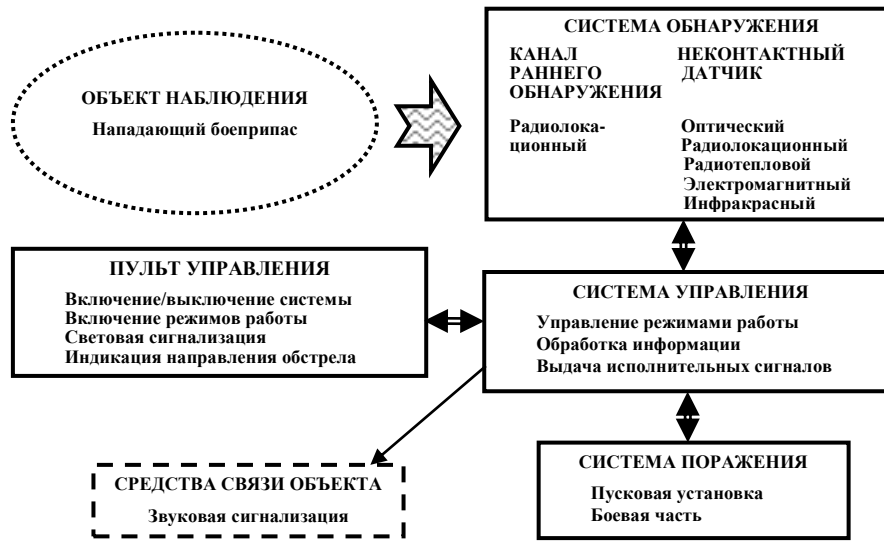 ОБЪЕКТ НАБЛЮДЕНИЯ
Нападающий боеприпас
СИСТЕМА ОБНАРУЖЕНИЯ
КАНАЛ
РАННЕГО
ОБНАРУЖЕНИЯ
Радиолока-
ционный
НЕКОНТАКТНЫЙ
ДАТЧИК
Оптический
Радиолокационный
Радиотепловой
Электромагнитный
Инфракрасный
ПУЛЬТ УПРАВЛЕНИЯ
Включение/выключение системы
Включение режимов работы
Световая сигнализация
Индикация направления обстрела
СИСТЕМА УПРАВЛЕНИЯ
Управление режимами работы
Обработка информации
Выдача исполнительных сигналов
СРЕДСТВА СВЯЗИ ОБЪЕКТА
Звуковая сигнализация
СИСТЕМА ПОРАЖЕНИЯ
Пусковая установка
Боевая часть